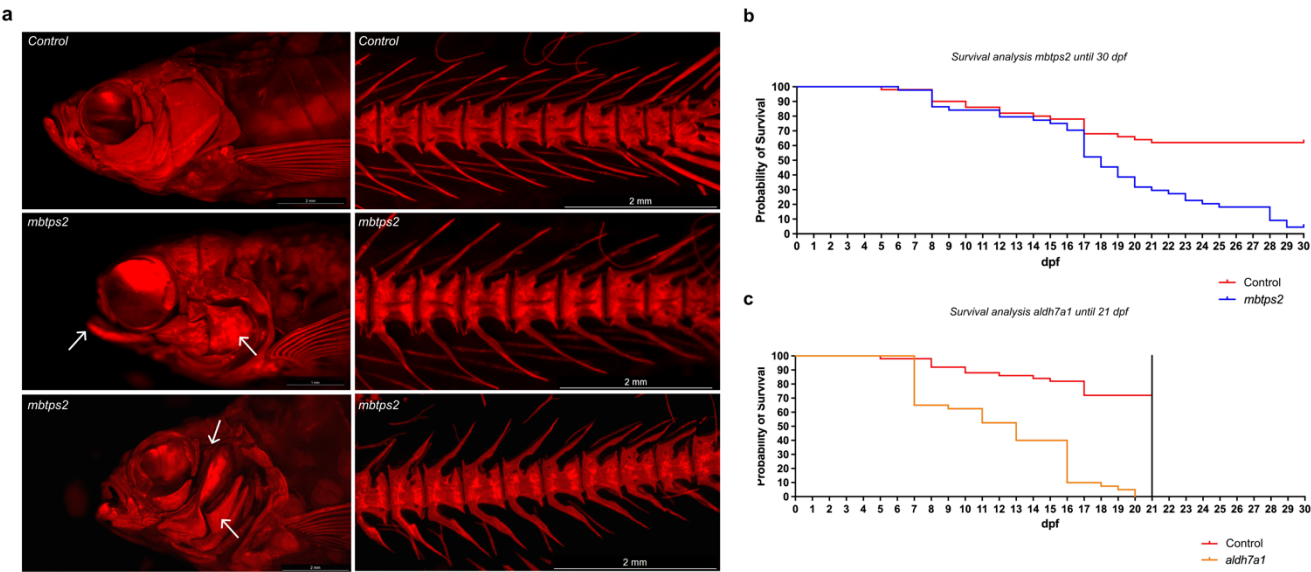 a
Control
Control
2 mm
2 mm
mbtps2
mbtps2
1 mm
2 mm
mbtps2
mbtps2
2 mm
2 mm
b
Survival analysis mbtps2 until 30 dpf
Probability of Survival
100
90
80
70
60
50
40
30
20
10
0
0 1 2 3 4 5 6 7 8 9 10 11 12 13 14 15 16 17 18 19 20 21 22 23 24 25 26 27 28 29 30
dpf
Control
mbtps2
c
Survival analysis aldh7a1 until 21 dpf
Probability of Survival
100
90
80
70
60
50
40
30
20
10
0
0 1 2 3 4 5 6 7 8 9 10 11 12 13 14 15 16 17 18 19 20 21 22 23 24 25 26 27 28 29 30
dpf
Control
aldh7a1